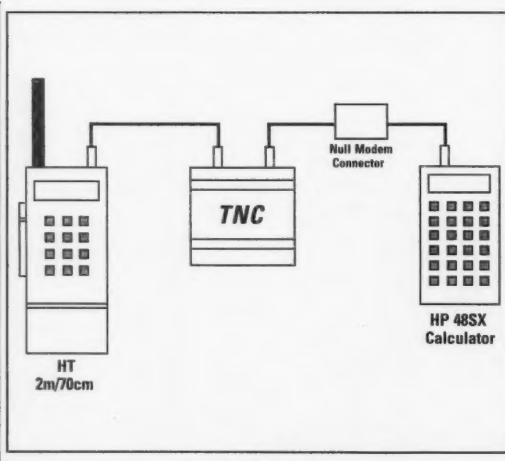 Null Modem
Connector
TNC
HP 48SX
Calculator
HT
2m/70cm